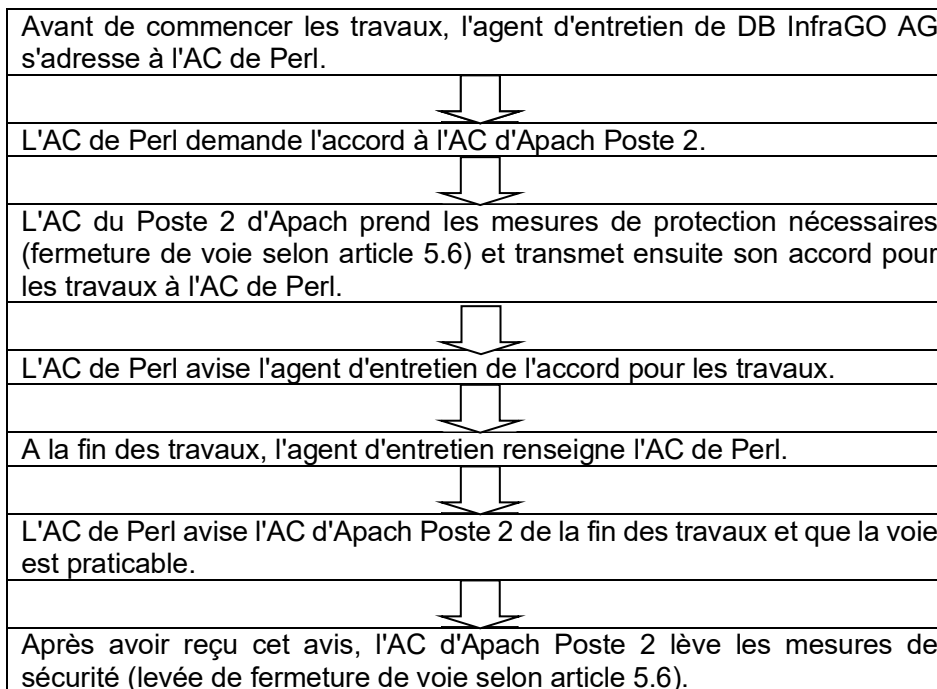 Avant de commencer les travaux, l'agent d'entretien de DB InfraGO AG
s'adresse à l'AC de Perl.
L'AC de Perl demande l'accord à l'AC d'Apach Poste 2.
L'AC du Poste 2 d'Apach prend les mesures de protection nécessaires
(fermeture de voie selon article 5.6) et transmet ensuite son accord pour
les travaux à l'AC de Perl.
L'AC de Perl avise l'agent d'entretien de l'accord pour les travaux.
A la fin des travaux, l'agent d'entretien renseigne l'AC de Perl.
L'AC de Perl avise l'AC d'Apach Poste 2 de la fin des travaux et que la voie
est praticable.
Après avoir reçu cet avis, l'AC d'Apach Poste 2 lève les mesures de
sécurité (levée de fermeture de voie selon article 5.6).